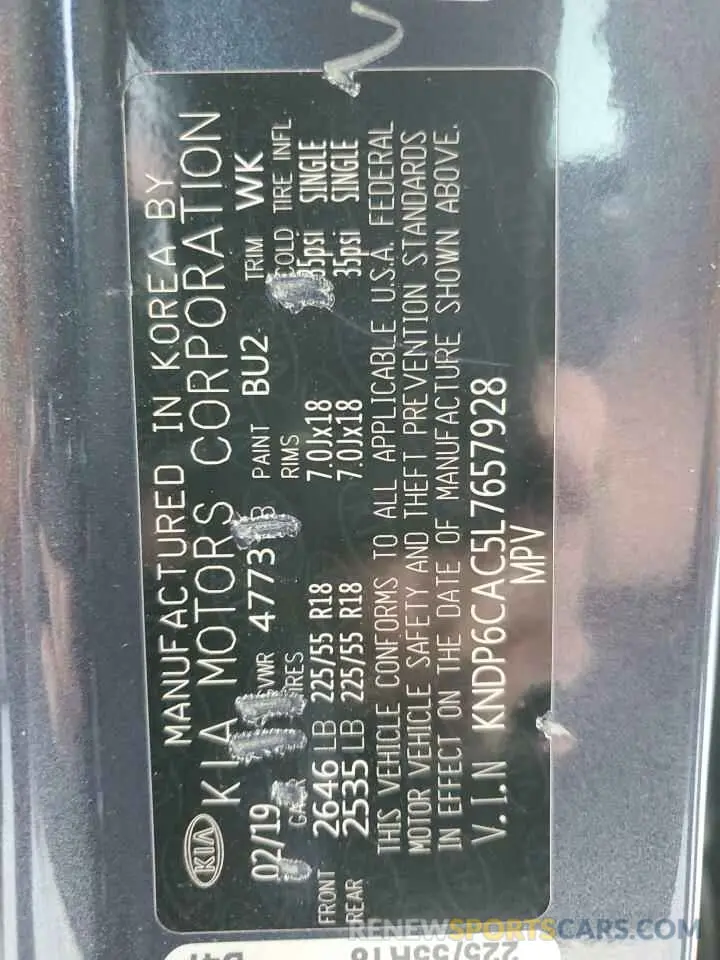 MANUFACTURED IN KOREA BY
KIA KIA MOTORS CORPORATION
02/19 GVWR 4773 PAINT BU2 TRIM WK
TIRES RIMS COLD TIRE INFL
FRONT 2646 LB 225/55 R18 7.0Jx18 35psi SINGLE
REAR 2535 LB 225/55 R18 7.0Jx18 35psi SINGLE
THIS VEHICLE CONFORMS TO ALL APPLICABLE U.S.A. FEDERAL
MOTOR VEHICLE SAFETY AND THEFT PREVENTION STANDARDS
IN EFFECT ON THE DATE OF MANUFACTURE SHOWN ABOVE.
V.I.N KNDP6CAC5L7657928
MPV
RENEWSPORTSCARS.COM